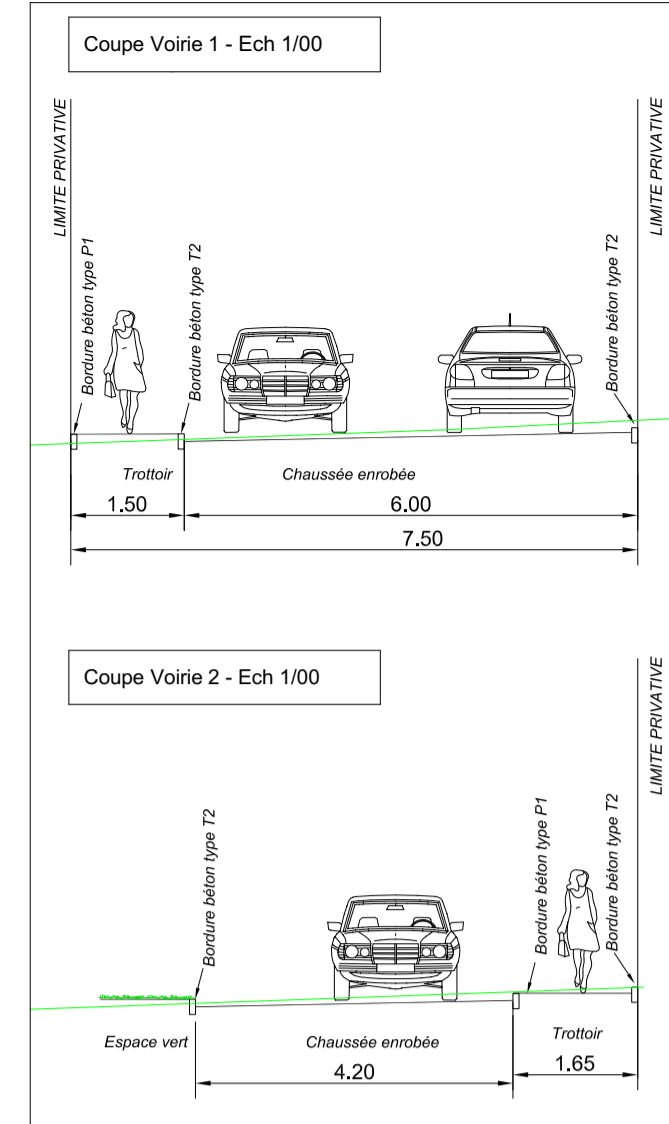 Coupe Voirie 1 - Ech 1/00
LIMITE PRIVATIVE
Bordure béton type P1
Bordure béton type T2
Bordure béton type T2
LIMITE PRIVATIVE
Trottoir
Chaussée enrobée
1.50
6.00
7.50
Coupe Voirie 2 - Ech 1/00
Bordure béton type T2
Bordure béton type P1
Bordure béton type T2
LIMITE PRIVATIVE
Espace vert
Chaussée enrobée
Trottoir
4.20
1.65